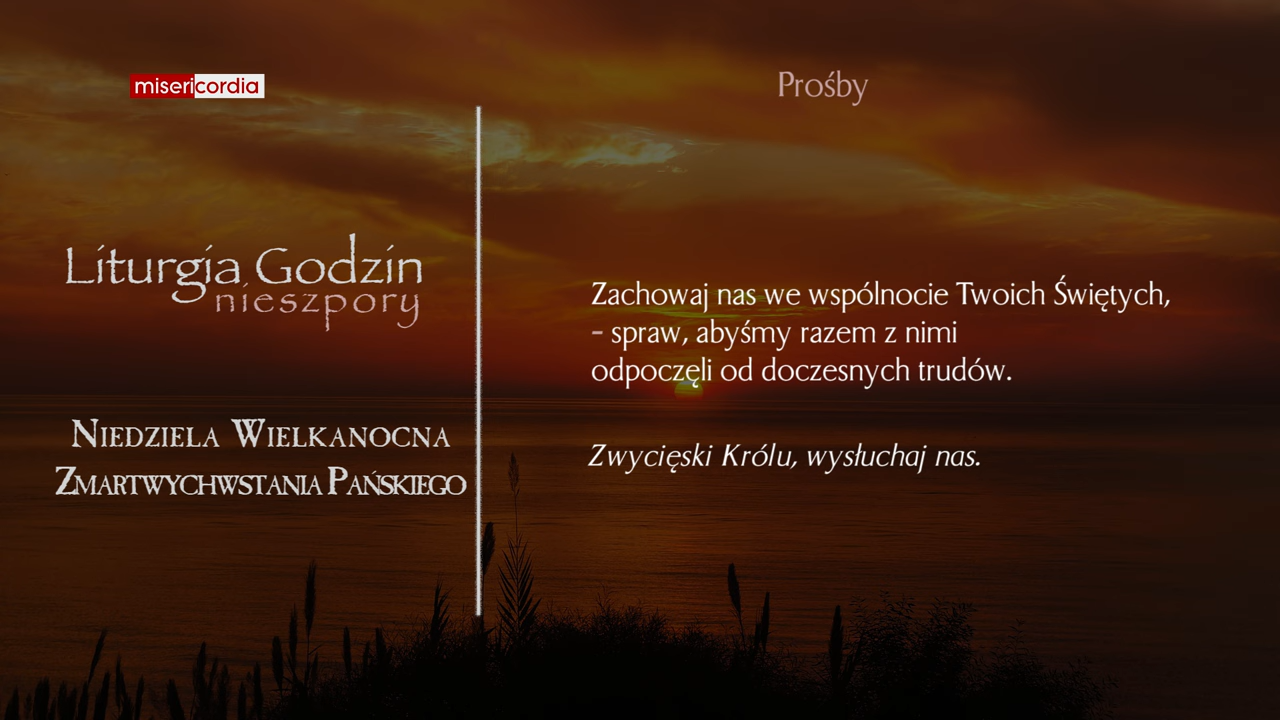 misericordia
Liturgia Godzin
nieszpory
Niedziela Wielkanocna
Zmartwychwstania Pańskiego
Prośby
Zachowaj nas we wspólnocie Twoich Świętych,
- spraw, abyśmy razem z nimi
odpoczęli od doczesnych trudów.
Zwycięski Królu, wysłuchaj nas.